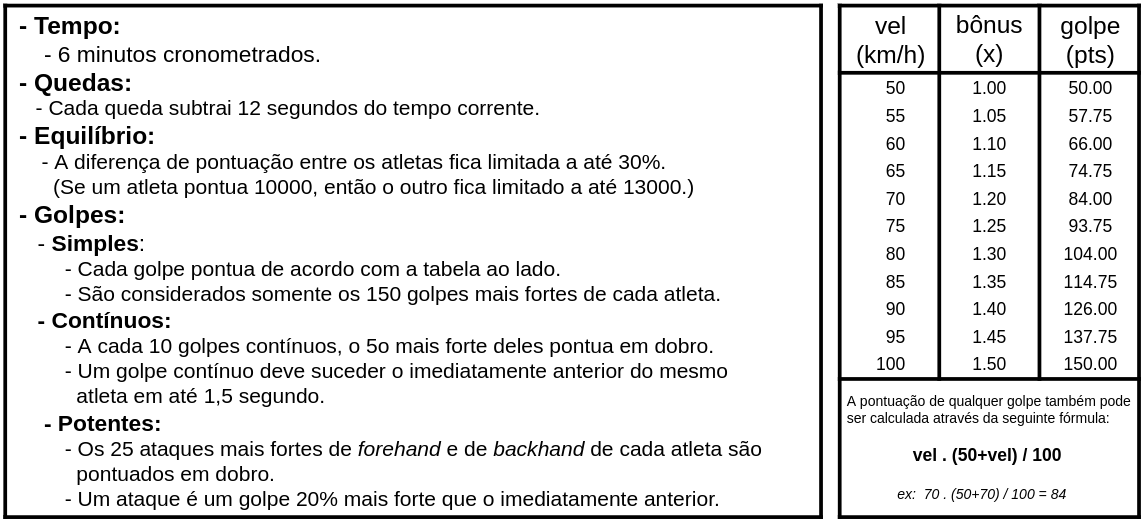 - Tempo:
- 6 minutos cronometrados.
- Quedas:
- Cada queda subtrai 12 segundos do tempo corrente.
- Equilíbrio:
- A diferença de pontuação entre os atletas fica limitada a até 30%.
(Se um atleta pontua 10000, então o outro fica limitado a até 13000.)
- Golpes:
- Simples:
- Cada golpe pontua de acordo com a tabela ao lado.
- São considerados somente os 150 golpes mais fortes de cada atleta.
- Contínuos:
- A cada 10 golpes contínuos, o 5o mais forte deles pontua em dobro.
- Um golpe contínuo deve suceder o imediatamente anterior do mesmo
atleta em até 1,5 segundo.
- Potentes:
- Os 25 ataques mais fortes de forehand e de backhand de cada atleta são
pontuados em dobro.
- Um ataque é um golpe 20% mais forte que o imediatamente anterior.
vel bônus golpe
(km/h) (x) (pts)
50 1.00 50.00
55 1.05 57.75
60 1.10 66.00
65 1.15 74.75
70 1.20 84.00
75 1.25 93.75
80 1.30 104.00
85 1.35 114.75
90 1.40 126.00
95 1.45 137.75
100 1.50 150.00
A pontuação de qualquer golpe também pode
ser calculada através da seguinte fórmula:
vel . (50+vel) / 100
ex: 70 . (50+70) / 100 = 84